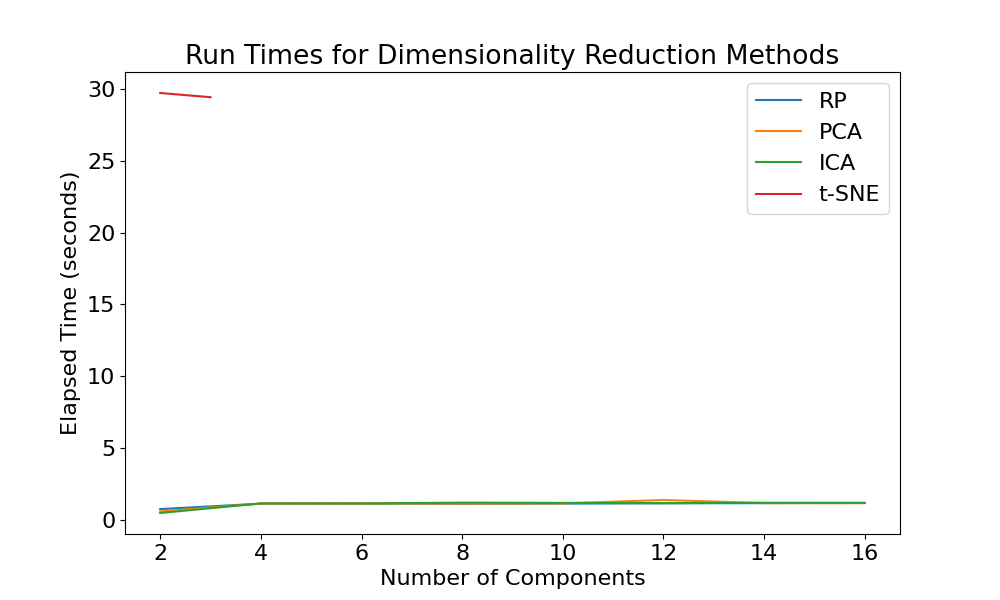 Run Times for Dimensionality Reduction Methods
30
25
20
15
10
5
0
Elapsed Time (seconds)
RP
PCA
ICA
t-SNE
2 4 6 8 10 12 14 16
Number of Components